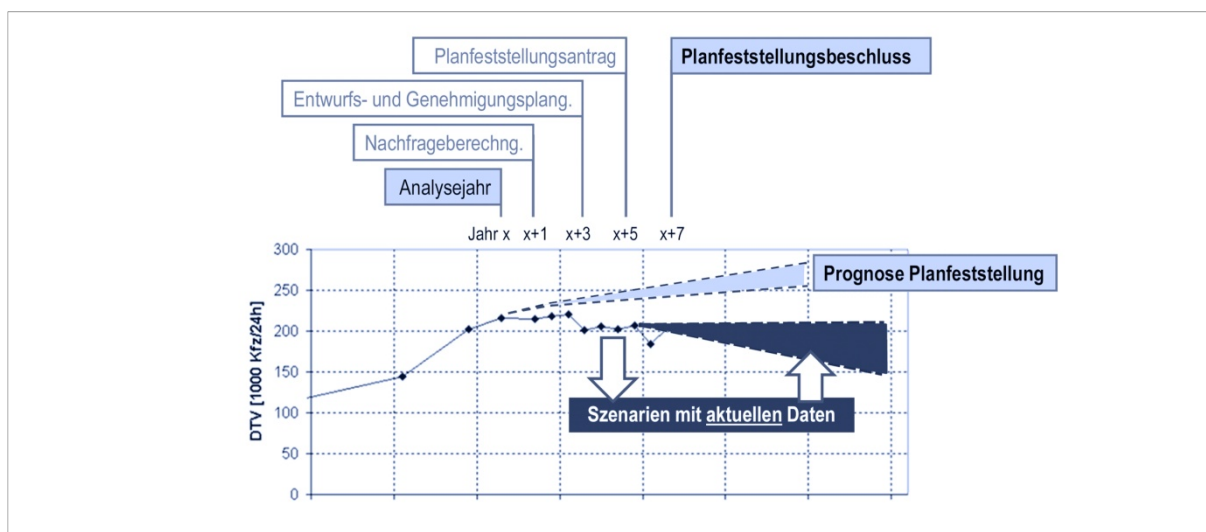 Planfeststellungsantrag
Planfeststellungsbeschluss
Entwurfs- und Genehmigungsplang.
Nachfrageberechng.
Analysejahr
Jahr x x+1 x+3 x+5 x+7
300
250
200
150
100
50
0
DTV [1000 Kfz/24h]
Prognose Planfeststellung
Szenarien mit aktuellen Daten